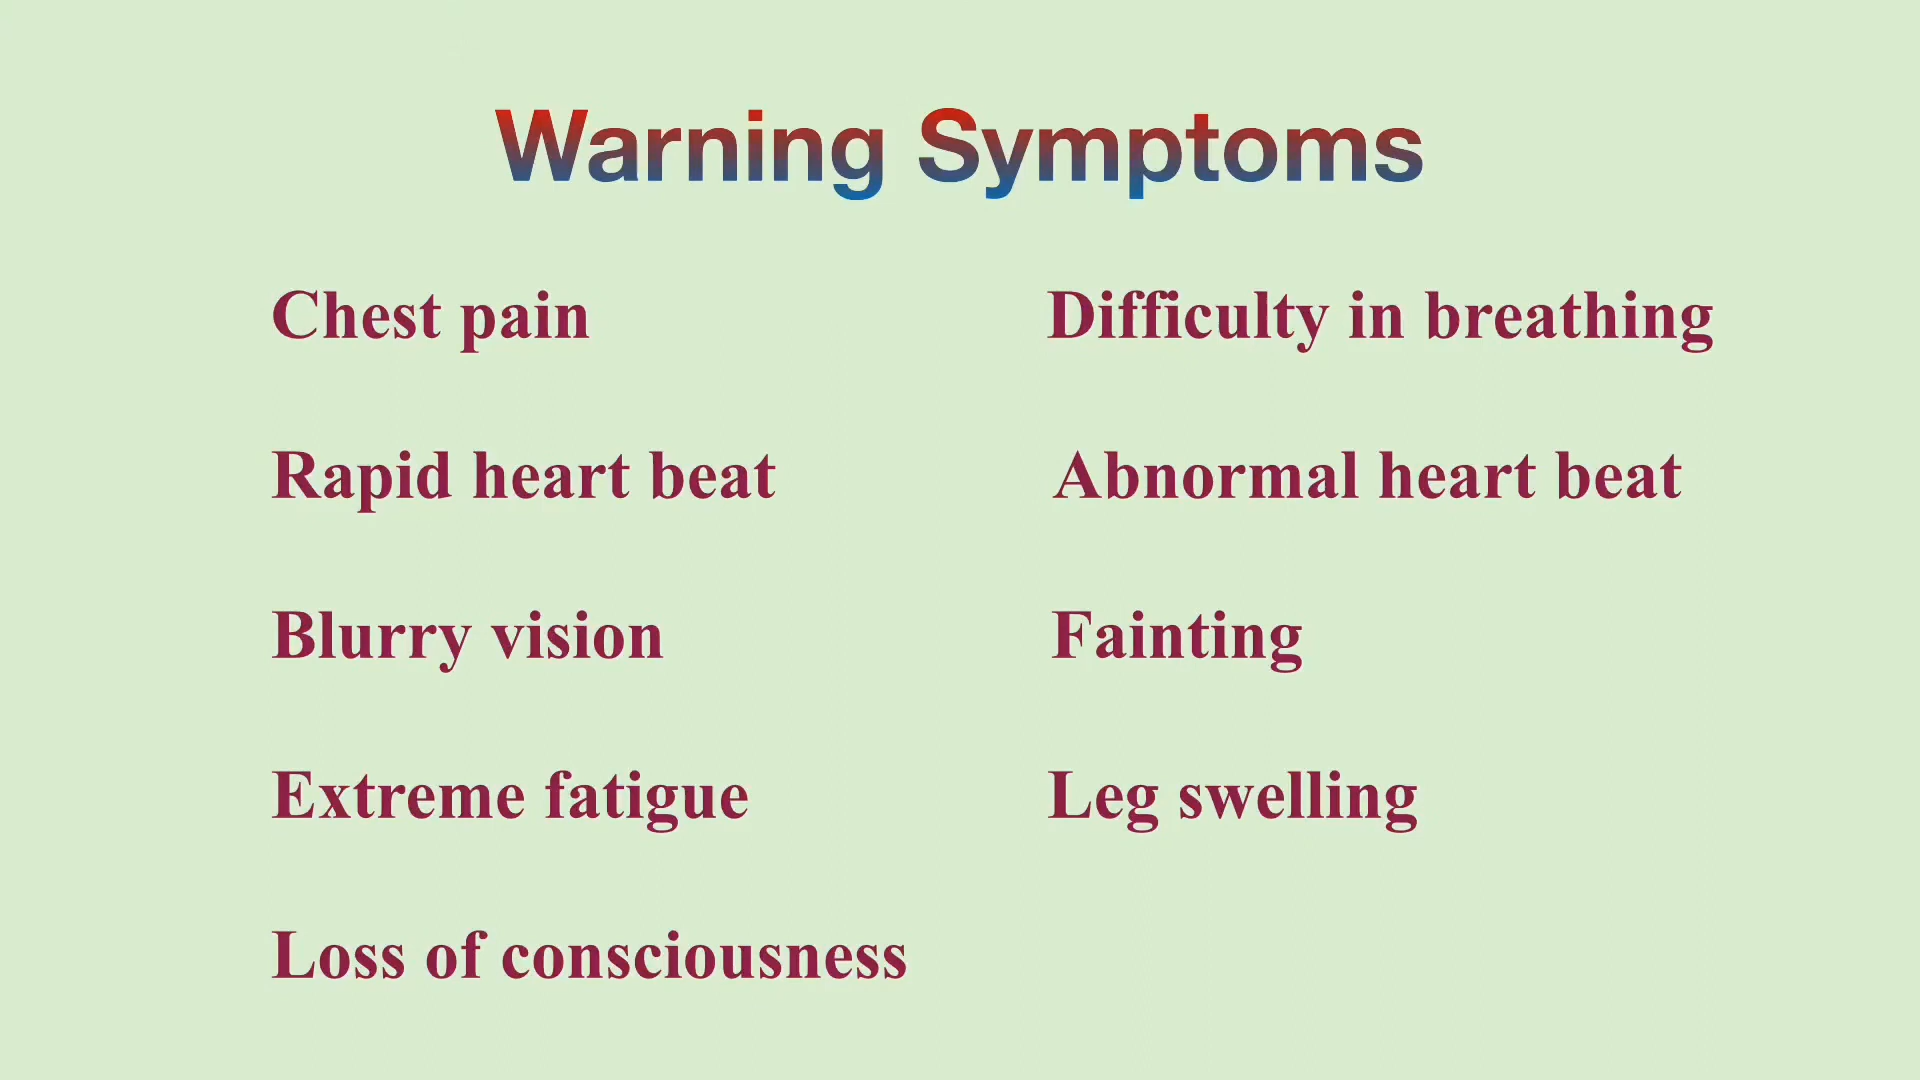 Warning Symptoms
Chest pain
Difficulty in breathing
Rapid heart beat
Abnormal heart beat
Blurry vision
Fainting
Extreme fatigue
Leg swelling
Loss of consciousness